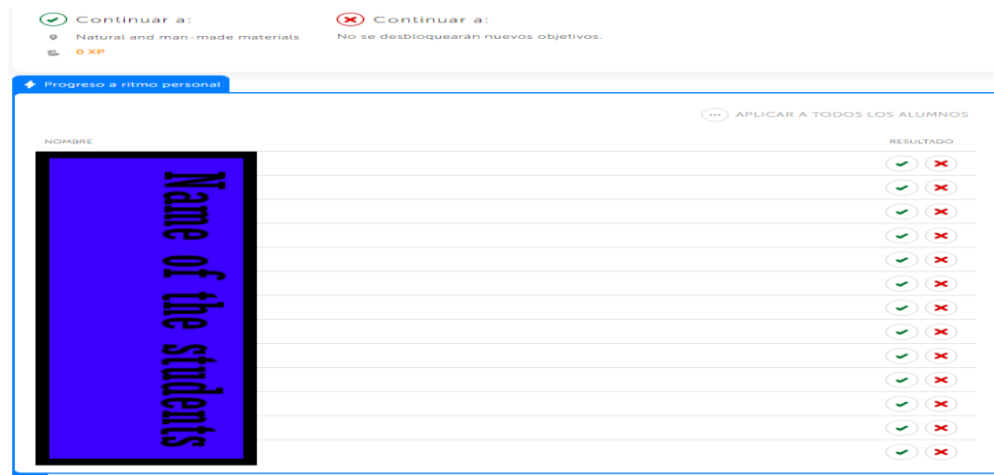 Continuar a:
Natural and man-made materials
0 XP
Continuar a:
No se desbloquearán nuevos objetivos.
Progreso a ritmo personal
APLICAR A TODOS LOS ALUMNOS
NOMBRE
RESULTADO
Name of the students